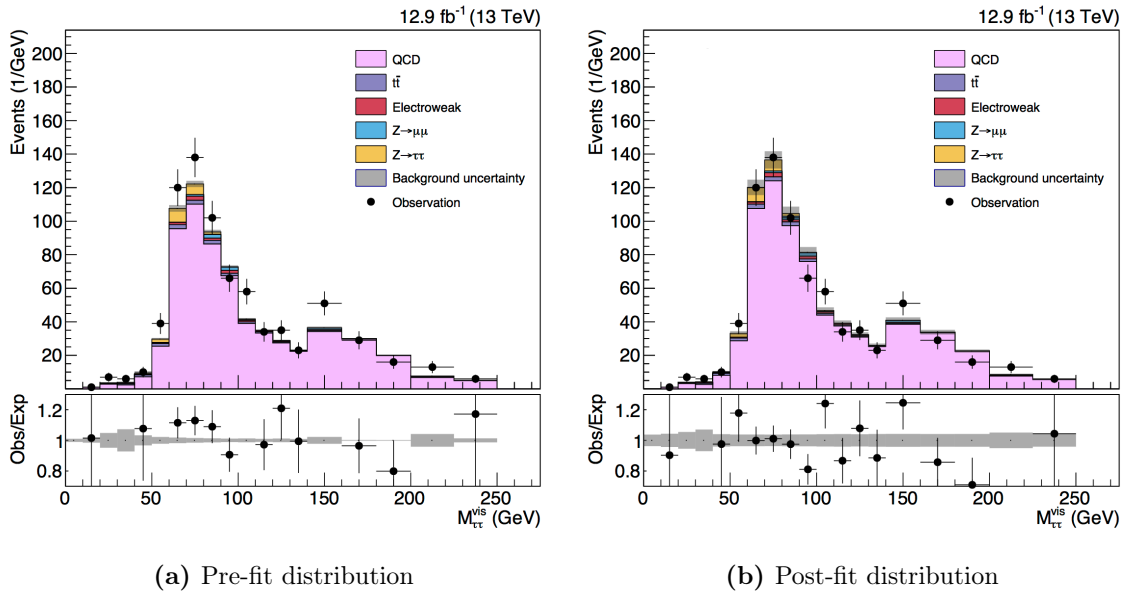 12.9 fb⁻¹ (13 TeV)
Events (1/GeV)
200
180
160
140
120
100
80
60
40
20
QCD
tt̄
Electroweak
Z→μμ
Z→ττ
Background uncertainty
Observation
Obs/Exp
1.2
1
0.8
0 50 100 150 200 250
M_ττ^vis (GeV)
(a) Pre-fit distribution
12.9 fb⁻¹ (13 TeV)
Events (1/GeV)
200
180
160
140
120
100
80
60
40
20
QCD
tt̄
Electroweak
Z→μμ
Z→ττ
Background uncertainty
Observation
Obs/Exp
1.2
1
0.8
0 50 100 150 200 250
M_ττ^vis (GeV)
(b) Post-fit distribution